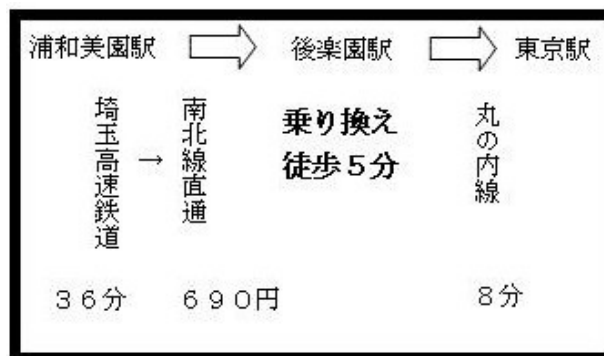 浦和美園駅 後楽園駅 東京駅
埼玉高速鉄道
→
南北線直通
乗り換え
徒歩５分
丸の内線
３６分 ６９０円 ８分